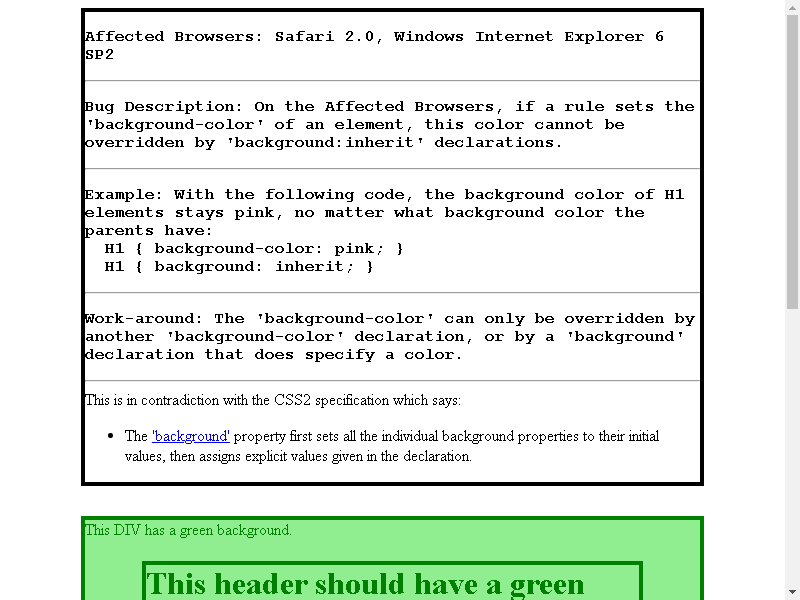 Affected Browsers: Safari 2.0, Windows Internet Explorer 6
SP2
Bug Description: On the Affected Browsers, if a rule sets the
'background-color' of an element, this color cannot be
overridden by 'background:inherit' declarations.
Example: With the following code, the background color of H1
elements stays pink, no matter what background color the
parents have:
H1 { background-color: pink; }
H1 { background: inherit; }
Work-around: The 'background-color' can only be overridden by
another 'background-color' declaration, or by a 'background'
declaration that does specify a color.
This is in contradiction with the CSS2 specification which says:
• The 'background' property first sets all the individual background properties to their initial
values, then assigns explicit values given in the declaration.
This DIV has a green background.
This header should have a green